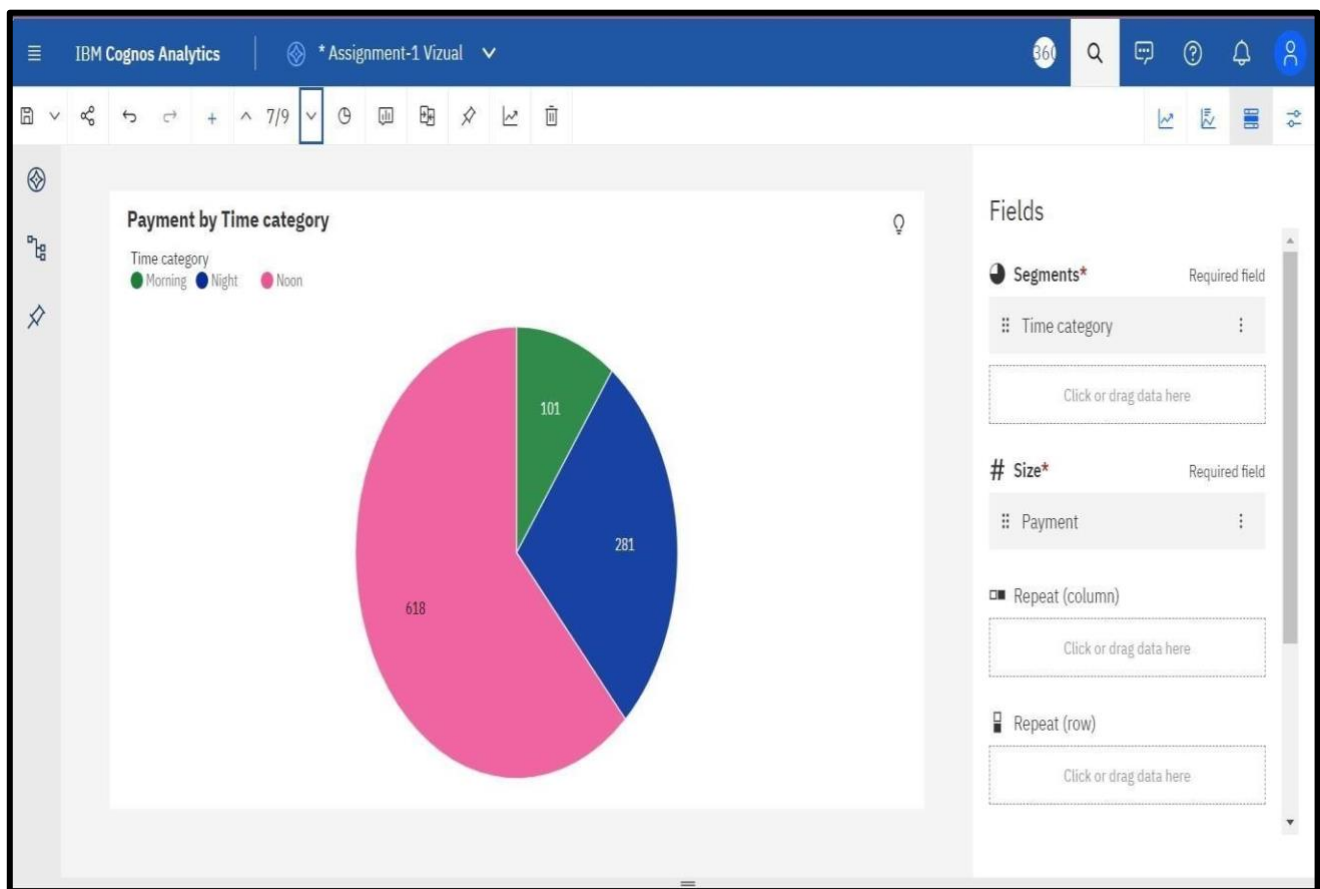 IBM Cognos Analytics
* Assignment-1 Vizual
360
7/9
Payment by Time category
Time category
Morning Night Noon
101
281
618
Fields
Segments* Required field
Time category
Click or drag data here
# Size* Required field
Payment
Repeat (column)
Click or drag data here
Repeat (row)
Click or drag data here